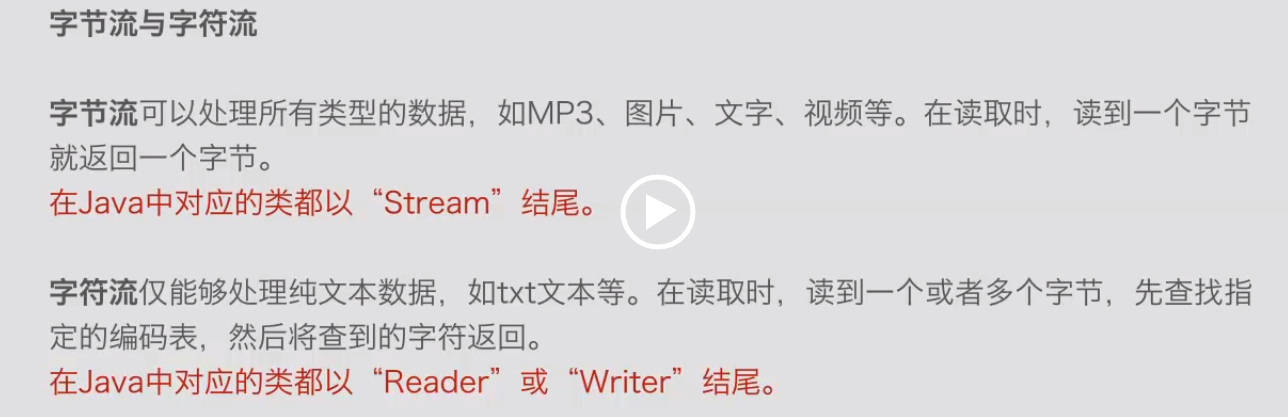 字节流与字符流
字节流可以处理所有类型的数据，如MP3、图片、文字、视频等。在读取时，读到一个字节
就返回一个字节。
在Java中对应的类都以“Stream”结尾。
字符流仅能够处理纯文本数据，如txt文本等。在读取时，读到一个或者多个字节，先查找指
定的编码表，然后将查到的字符返回。
在Java中对应的类都以“Reader”或“Writer”结尾。